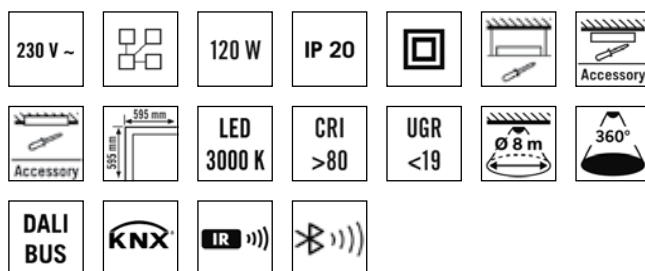 230 V ~
120 W
IP 20
Accessory
Accessory
595 mm
595 mm
LED
3000 K
CRI
>80
UGR
<19
Ø 8 m
360°
DALI
BUS
KNX®
IR